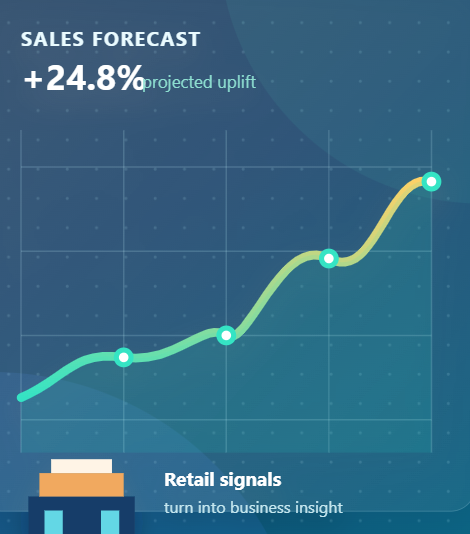 SALES FORECAST
+24.8% projected uplift
Retail signals
turn into business insight